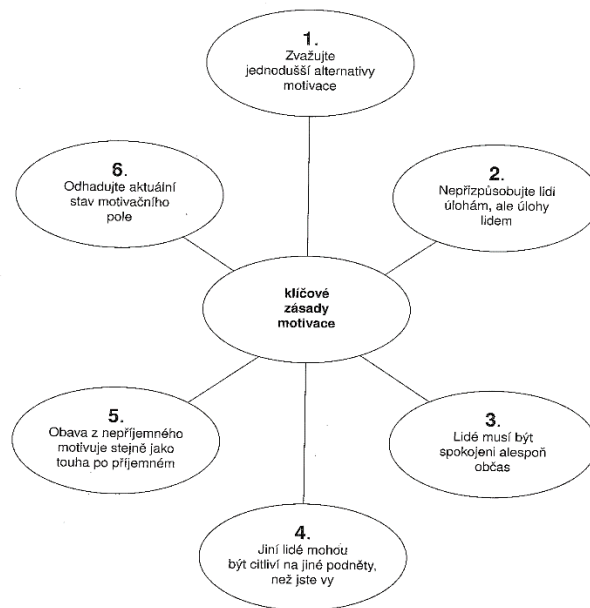 1.
Zvažujte
jednodušší alternativy
motivace
2.
Nepřizpůsobujte lidi
úlohám, ale úlohy
lidem
3.
Lidé musí být
spokojeni alespoň
občas
4.
Jiní lidé mohou
být citliví na jiné podněty,
než jste vy
5.
Obava z nepříjemného
motivuje stejně jako
touha po příjemném
6.
Odhadujte aktuální
stav motivačního
pole
klíčové
zásady
motivace